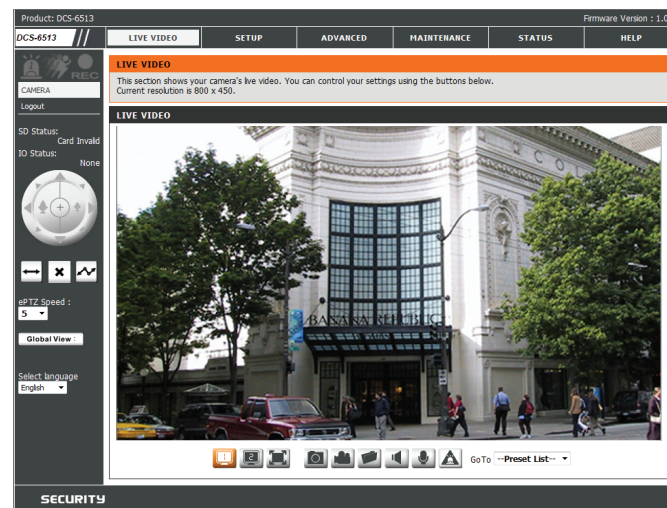 Product: DCS-6513
Firmware Version : 1.0
DCS-6513
LIVE VIDEO
SETUP
ADVANCED
MAINTENANCE
STATUS
HELP
REC
CAMERA
Logout
SD Status:
Card Invalid
IO Status:
None
ePTZ Speed :
5
Global View :
Select language
English
LIVE VIDEO
This section shows your camera's live video. You can control your settings using the buttons below.
Current resolution is 800 x 450.
LIVE VIDEO
COL
BANANA REPUBLIC
1
2
GoTo
--Preset List--
SECURITY